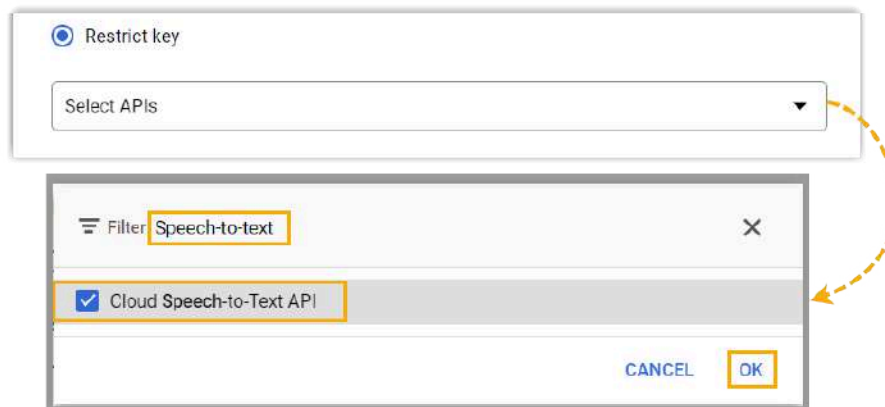 Restrict key
Select APIs
Filter Speech-to-text
Cloud Speech-to-Text API
CANCEL OK